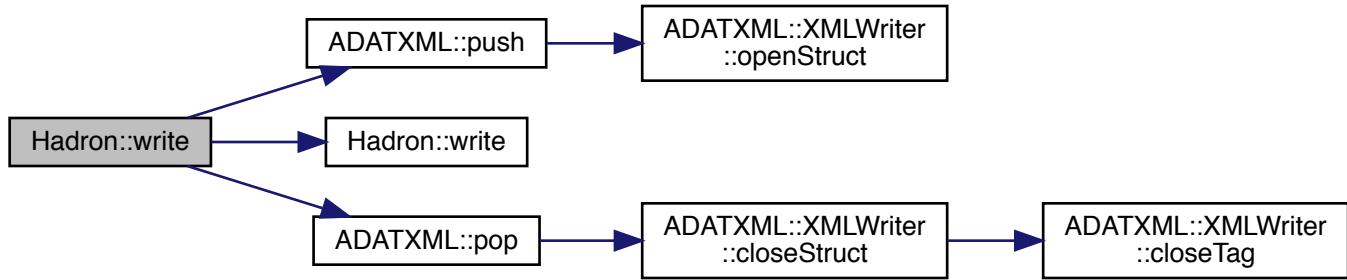 ADATXML::push
ADATXML::XMLWriter
::openStruct
Hadron::write
Hadron::write
ADATXML::pop
ADATXML::XMLWriter
::closeStruct
ADATXML::XMLWriter
::closeTag